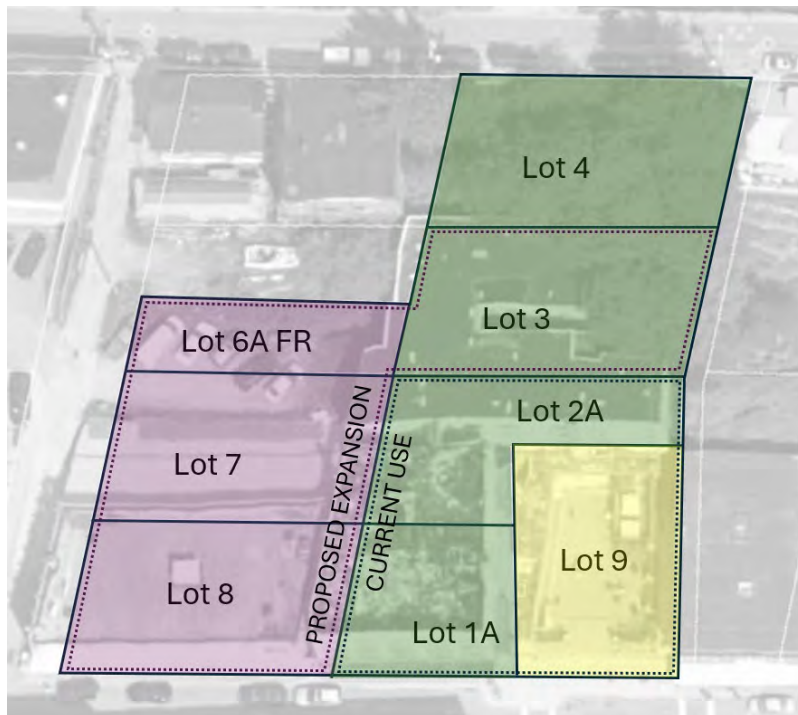 Lot 4
Lot 3
Lot 6A FR
Lot 2A
Lot 7
PROPOSED EXPANSION
CURRENT USE
Lot 9
Lot 8
Lot 1A